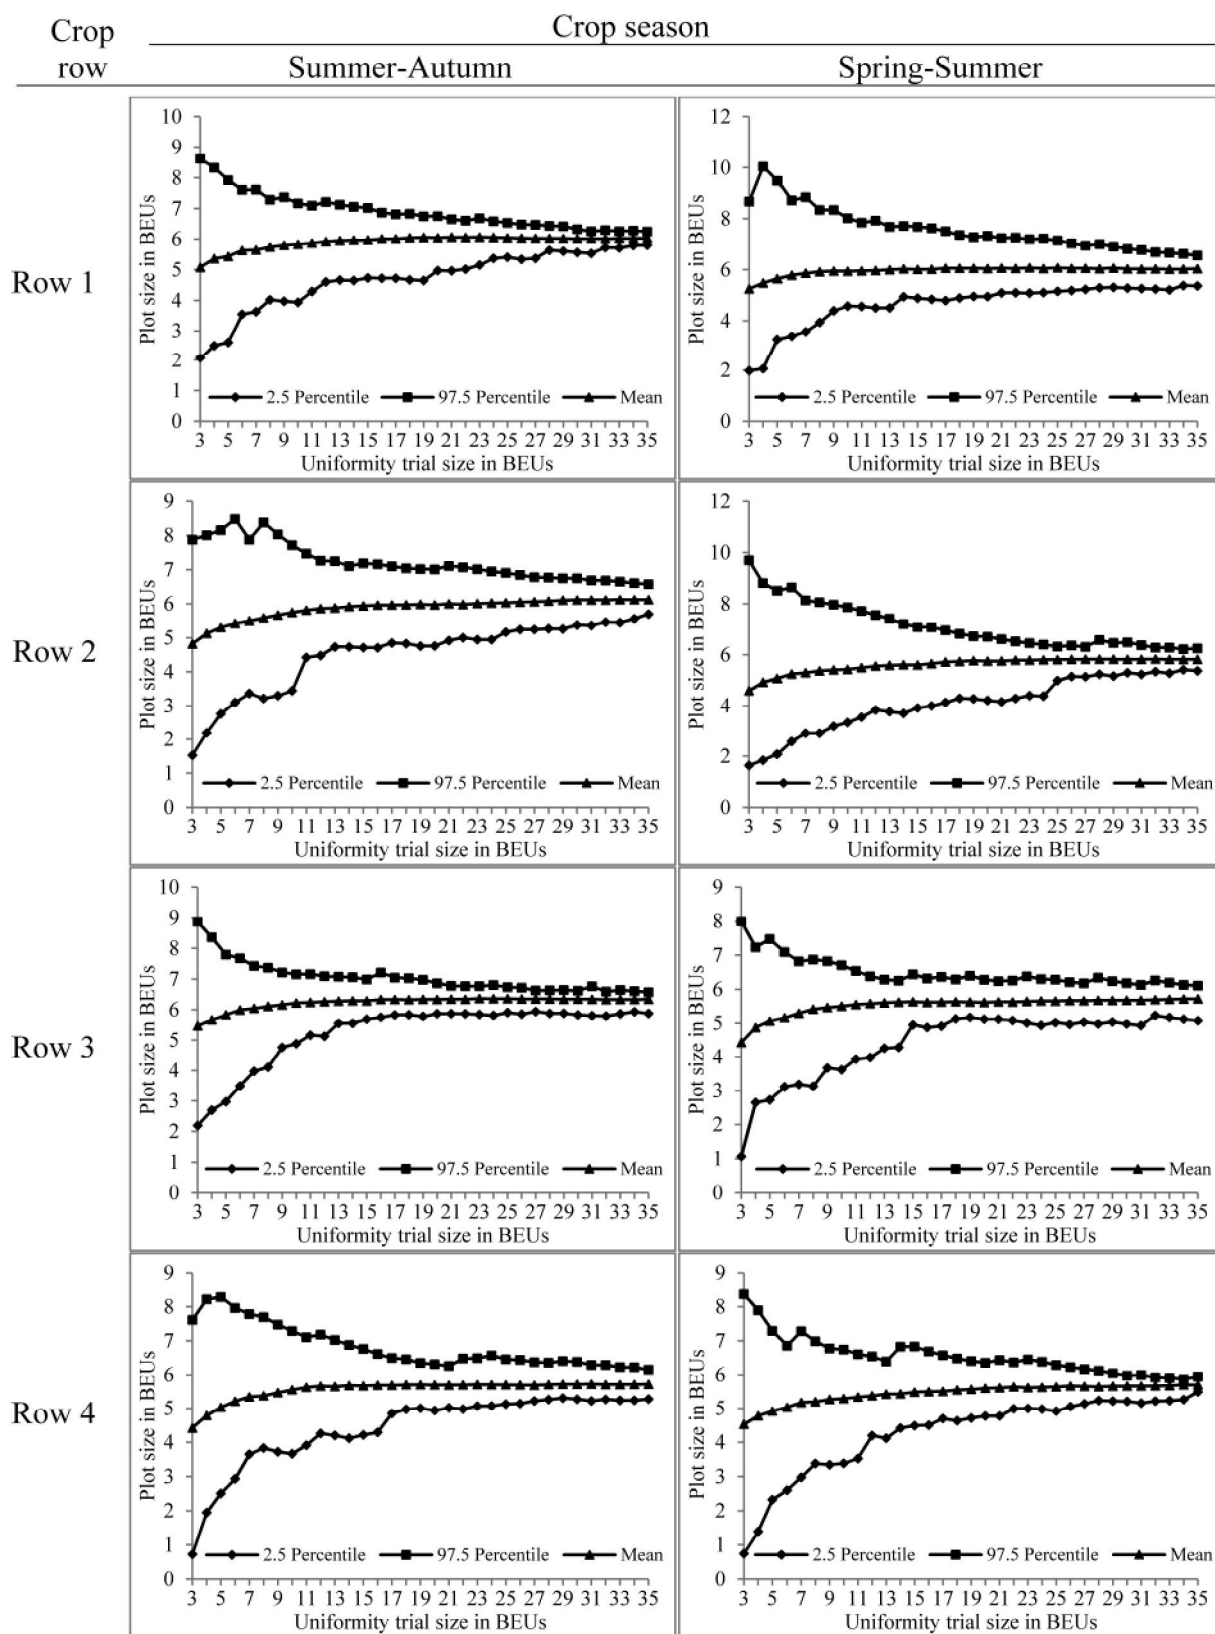 Crop season
Crop
row
Summer-Autumn Spring-Summer
Row 1
Plot size in BEUs
10
9
8
7
6
5
4
3
2
1
0
2.5 Percentile 97.5 Percentile Mean
3 5 7 9 11 13 15 17 19 21 23 25 27 29 31 33 35
Uniformity trial size in BEUs
Plot size in BEUs
12
10
8
6
4
2
0
2.5 Percentile 97.5 Percentile Mean
3 5 7 9 11 13 15 17 19 21 23 25 27 29 31 33 35
Uniformity trial size in BEUs
Row 2
Plot size in BEUs
9
8
7
6
5
4
3
2
1
0
2.5 Percentile 97.5 Percentile Mean
3 5 7 9 11 13 15 17 19 21 23 25 27 29 31 33 35
Uniformity trial size in BEUs
Plot size in BEUs
12
10
8
6
4
2
0
2.5 Percentile 97.5 Percentile Mean
3 5 7 9 11 13 15 17 19 21 23 25 27 29 31 33 35
Uniformity trial size in BEUs
Row 3
Plot size in BEUs
10
9
8
7
6
5
4
3
2
1
0
2.5 Percentile 97.5 Percentile Mean
3 5 7 9 11 13 15 17 19 21 23 25 27 29 31 33 35
Uniformity trial size in BEUs
Plot size in BEUs
9
8
7
6
5
4
3
2
1
0
2.5 Percentile 97.5 Percentile Mean
3 5 7 9 11 13 15 17 19 21 23 25 27 29 31 33 35
Uniformity trial size in BEUs
Row 4
Plot size in BEUs
9
8
7
6
5
4
3
2
1
0
2.5 Percentile 97.5 Percentile Mean
3 5 7 9 11 13 15 17 19 21 23 25 27 29 31 33 35
Uniformity trial size in BEUs
Plot size in BEUs
9
8
7
6
5
4
3
2
1
0
2.5 Percentile 97.5 Percentile Mean
3 5 7 9 11 13 15 17 19 21 23 25 27 29 31 33 35
Uniformity trial size in BEUs